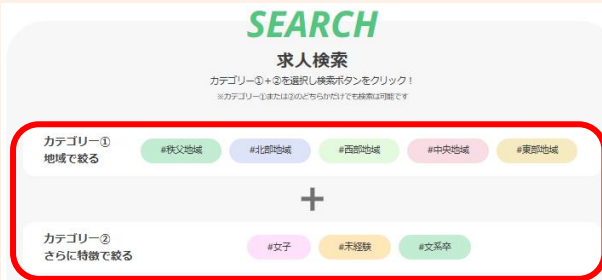 SEARCH
求人検索
カテゴリー①+②を選択し検索ボタンをクリック!
※カテゴリー①または②のどちらかだけでも検索は可能です
カテゴリー①
地域で絞る
#秩父地域 #北部地域 #西部地域 #中央地域 #東部地域
+
カテゴリー②
さらに特徴で絞る
#女子 #未経験 #文系卒